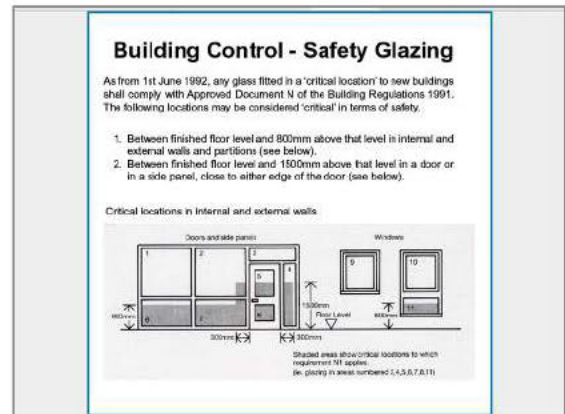 Building Control - Safety Glazing
As from 1st June 1992, any glass fitted in a 'critical location' to new buildings
shall comply with Approved Document N of the Building Regulations 1991.
The following locations may be considered 'critical' in terms of safety.
1. Between finished floor level and 800mm above that level in internal and
external walls and partitions (see below).
2. Between finished floor level and 1500mm above that level in a door or
in a side panel, close to either edge of the door (see below).
Critical locations in internal and external walls
Doors and side panels
Windows
1
2
3
4
5
9
10
800mm
6
7
8
1500mm
Floor Level
800mm
11
300mm
300mm
Shaded areas show critical locations to which
requirement N1 applies.
(ie. glazing in areas numbered 2,4,5,6,7,8,11)